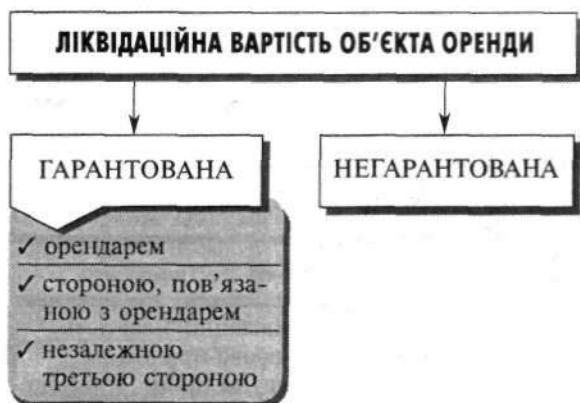 ЛІКВІДАЦІЙНА ВАРТІСТЬ ОБ’ЄКТА ОРЕНДИ
ГАРАНТОВАНА
НЕГАРАНТОВАНА
✓ орендарем
✓ стороною, пов’яза-
ною з орендарем
✓ незалежною
третьою стороною